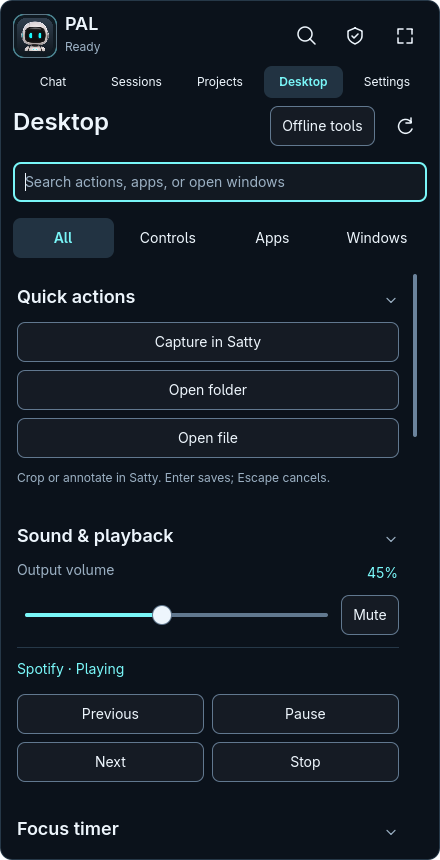 PAL
Ready
Chat Sessions Projects Desktop Settings
Desktop
Offline tools
Search actions, apps, or open windows
All Controls Apps Windows
Quick actions
Capture in Satty
Open folder
Open file
Crop or annotate in Satty. Enter saves; Escape cancels.
Sound & playback
Output volume 45%
Mute
Spotify · Playing
Previous Pause
Next Stop
Focus timer